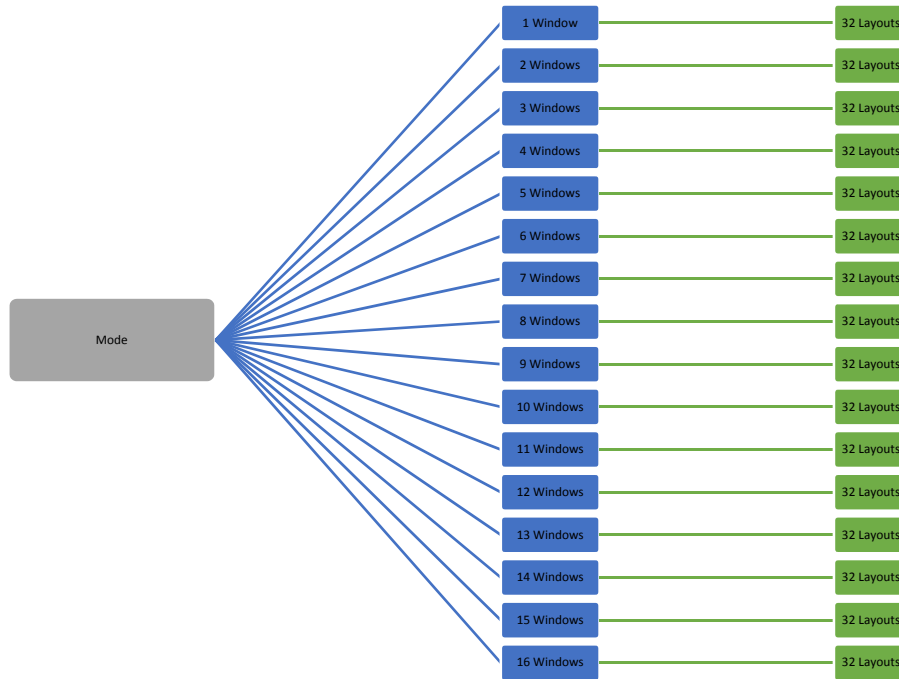 1 Window 32 Layouts
2 Windows 32 Layouts
3 Windows 32 Layouts
4 Windows 32 Layouts
5 Windows 32 Layouts
6 Windows 32 Layouts
7 Windows 32 Layouts
8 Windows 32 Layouts
Mode
9 Windows 32 Layouts
10 Windows 32 Layouts
11 Windows 32 Layouts
12 Windows 32 Layouts
13 Windows 32 Layouts
14 Windows 32 Layouts
15 Windows 32 Layouts
16 Windows 32 Layouts